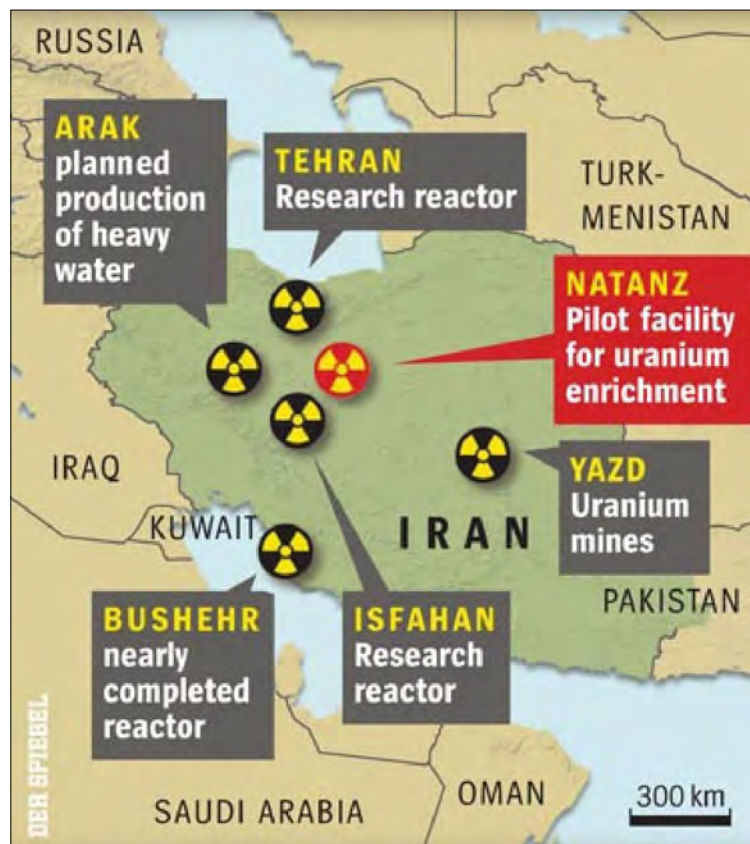 RUSSIA
ARAK
planned
production
of heavy
water
TEHRAN
Research reactor
TURK-
MENISTAN
NATANZ
Pilot facility
for uranium
enrichment
IRAQ
YAZD
Uranium
mines
KUWAIT
IRAN
PAKISTAN
BUSHEHR
nearly
completed
reactor
ISFAHAN
Research
reactor
DER SPIEGEL
SAUDI ARABIA
OMAN
300 km